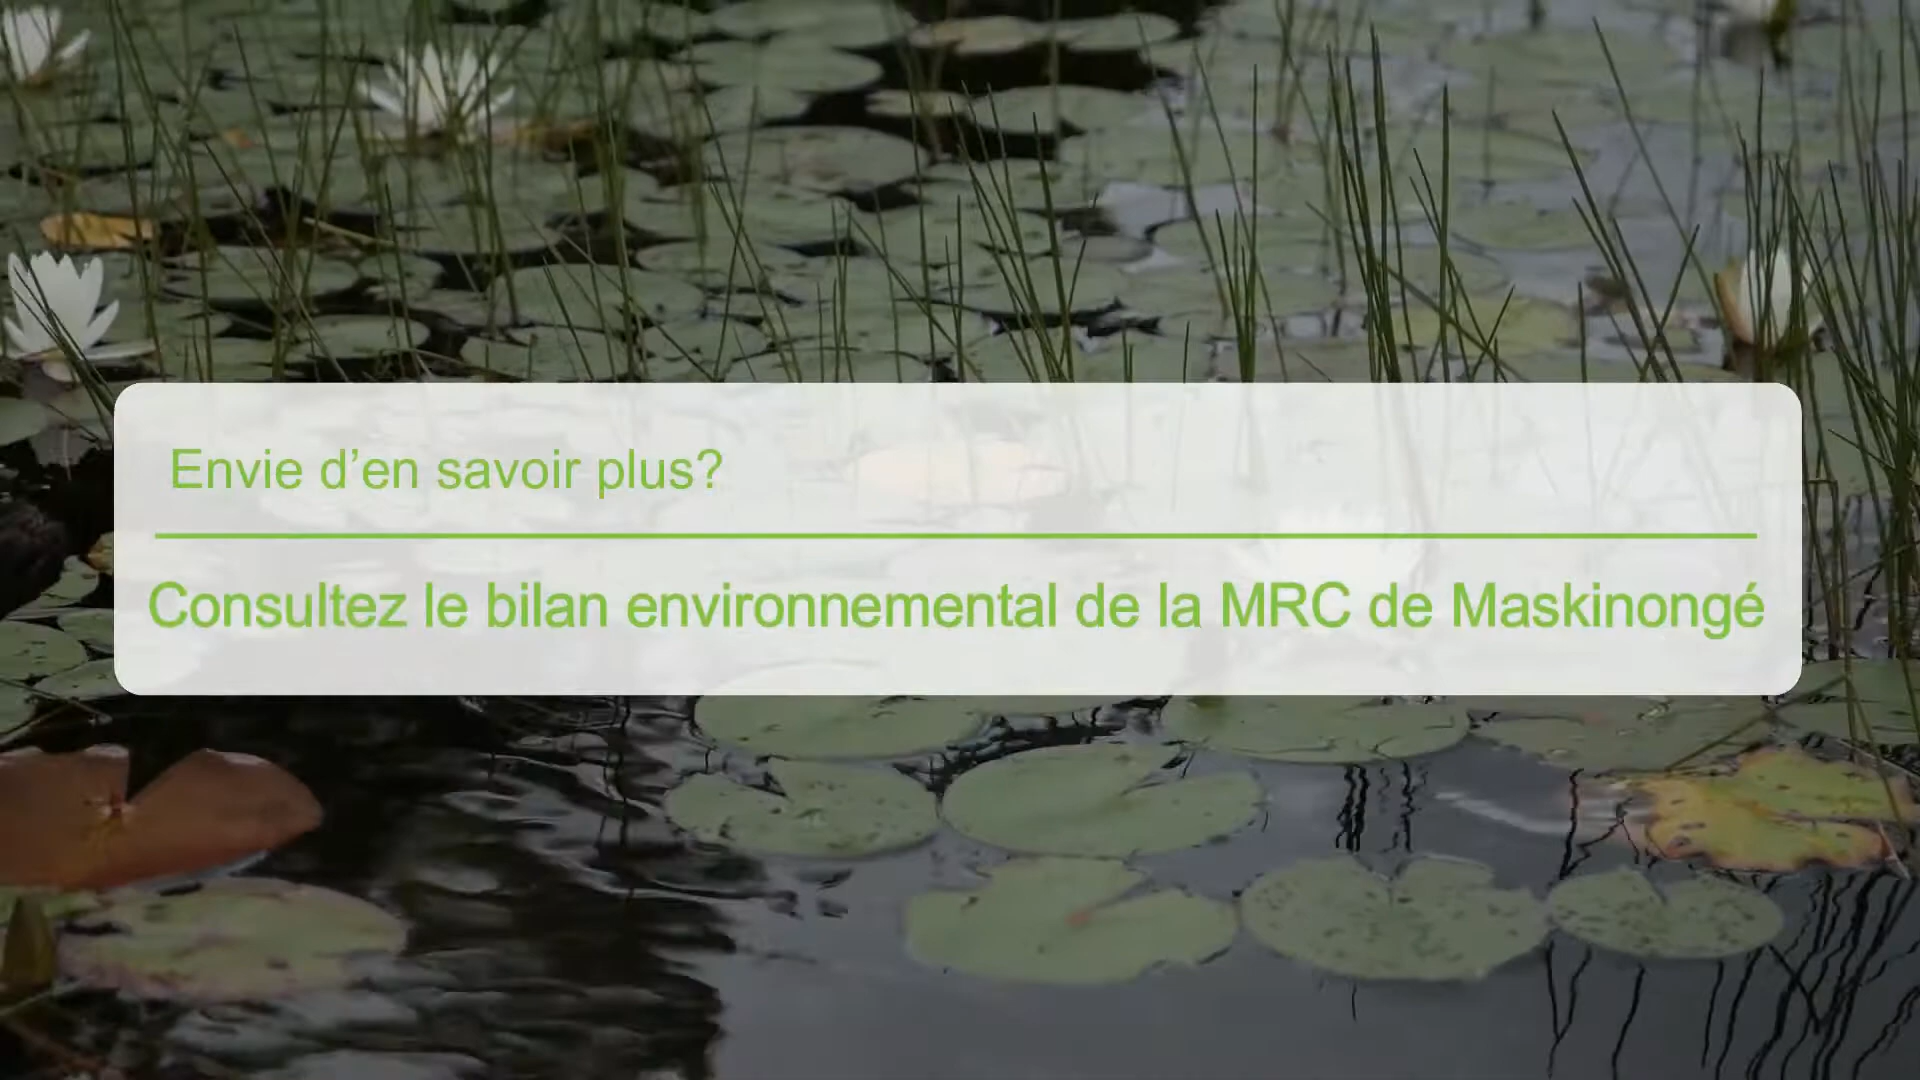 Envie d’en savoir plus?
Consultez le bilan environnemental de la MRC de Maskinongé